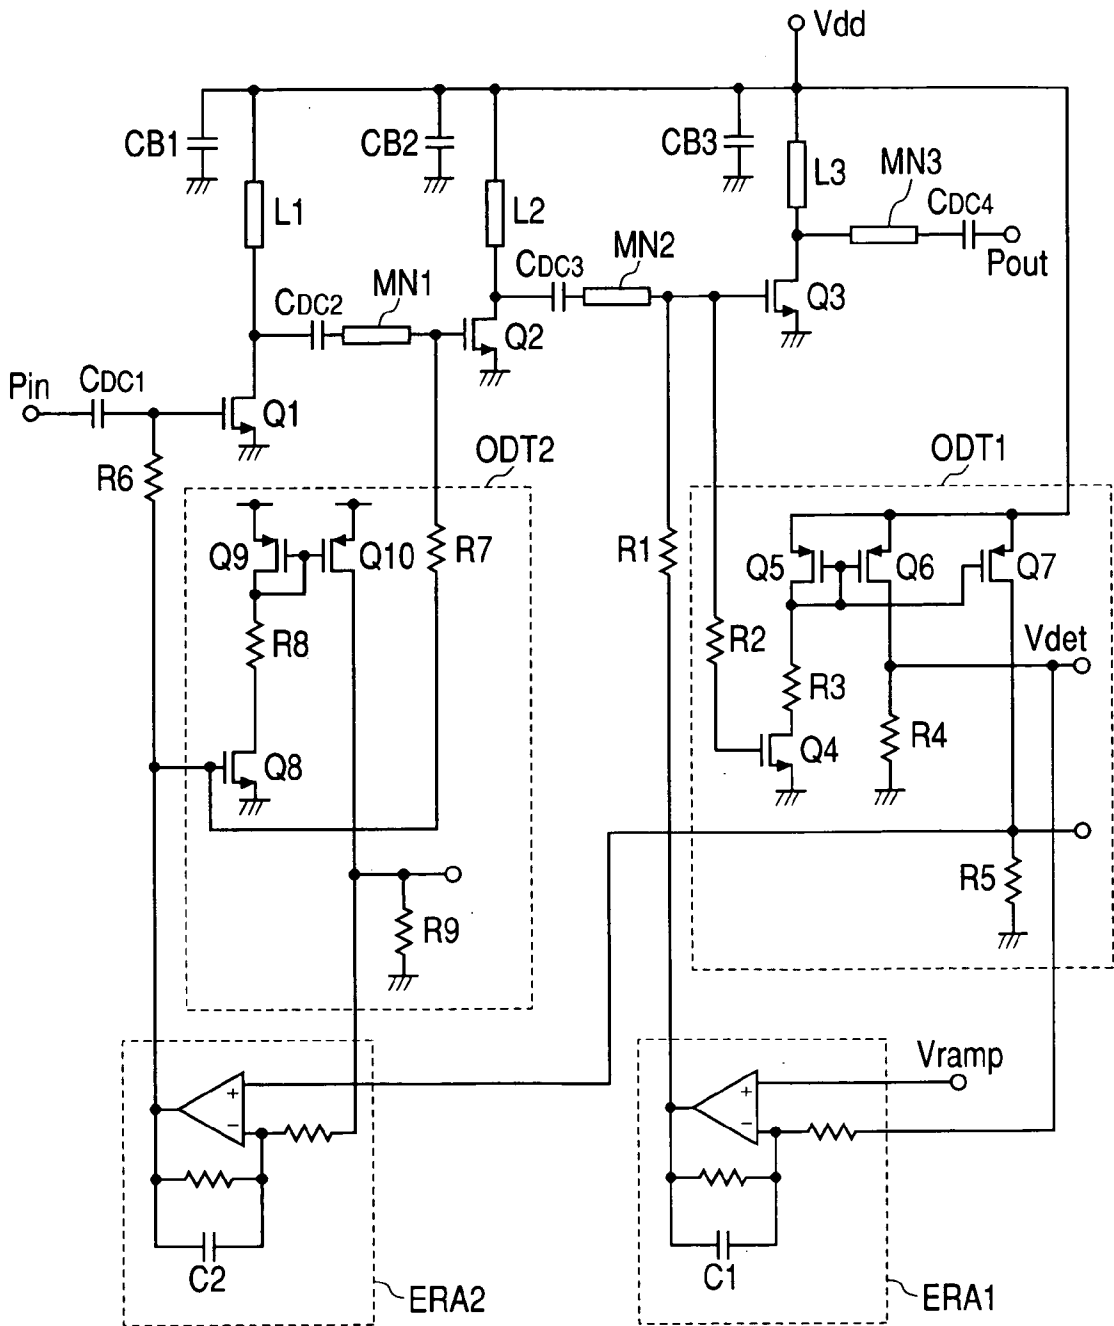 Vdd
CB1
CB2
CB3
L1
L2
L3
MN3
CDC4
Pout
MN2
CDC3
Q3
MN1
CDC2
Q2
Pin
CDC1
Q1
R6
ODT2
ODT1
Q9
Q10
R7
R1
Q5
Q6
Q7
R8
R2
Vdet
R3
Q8
Q4
R4
R5
R9
Vramp
+
−
+
−
C2
C1
ERA2
ERA1